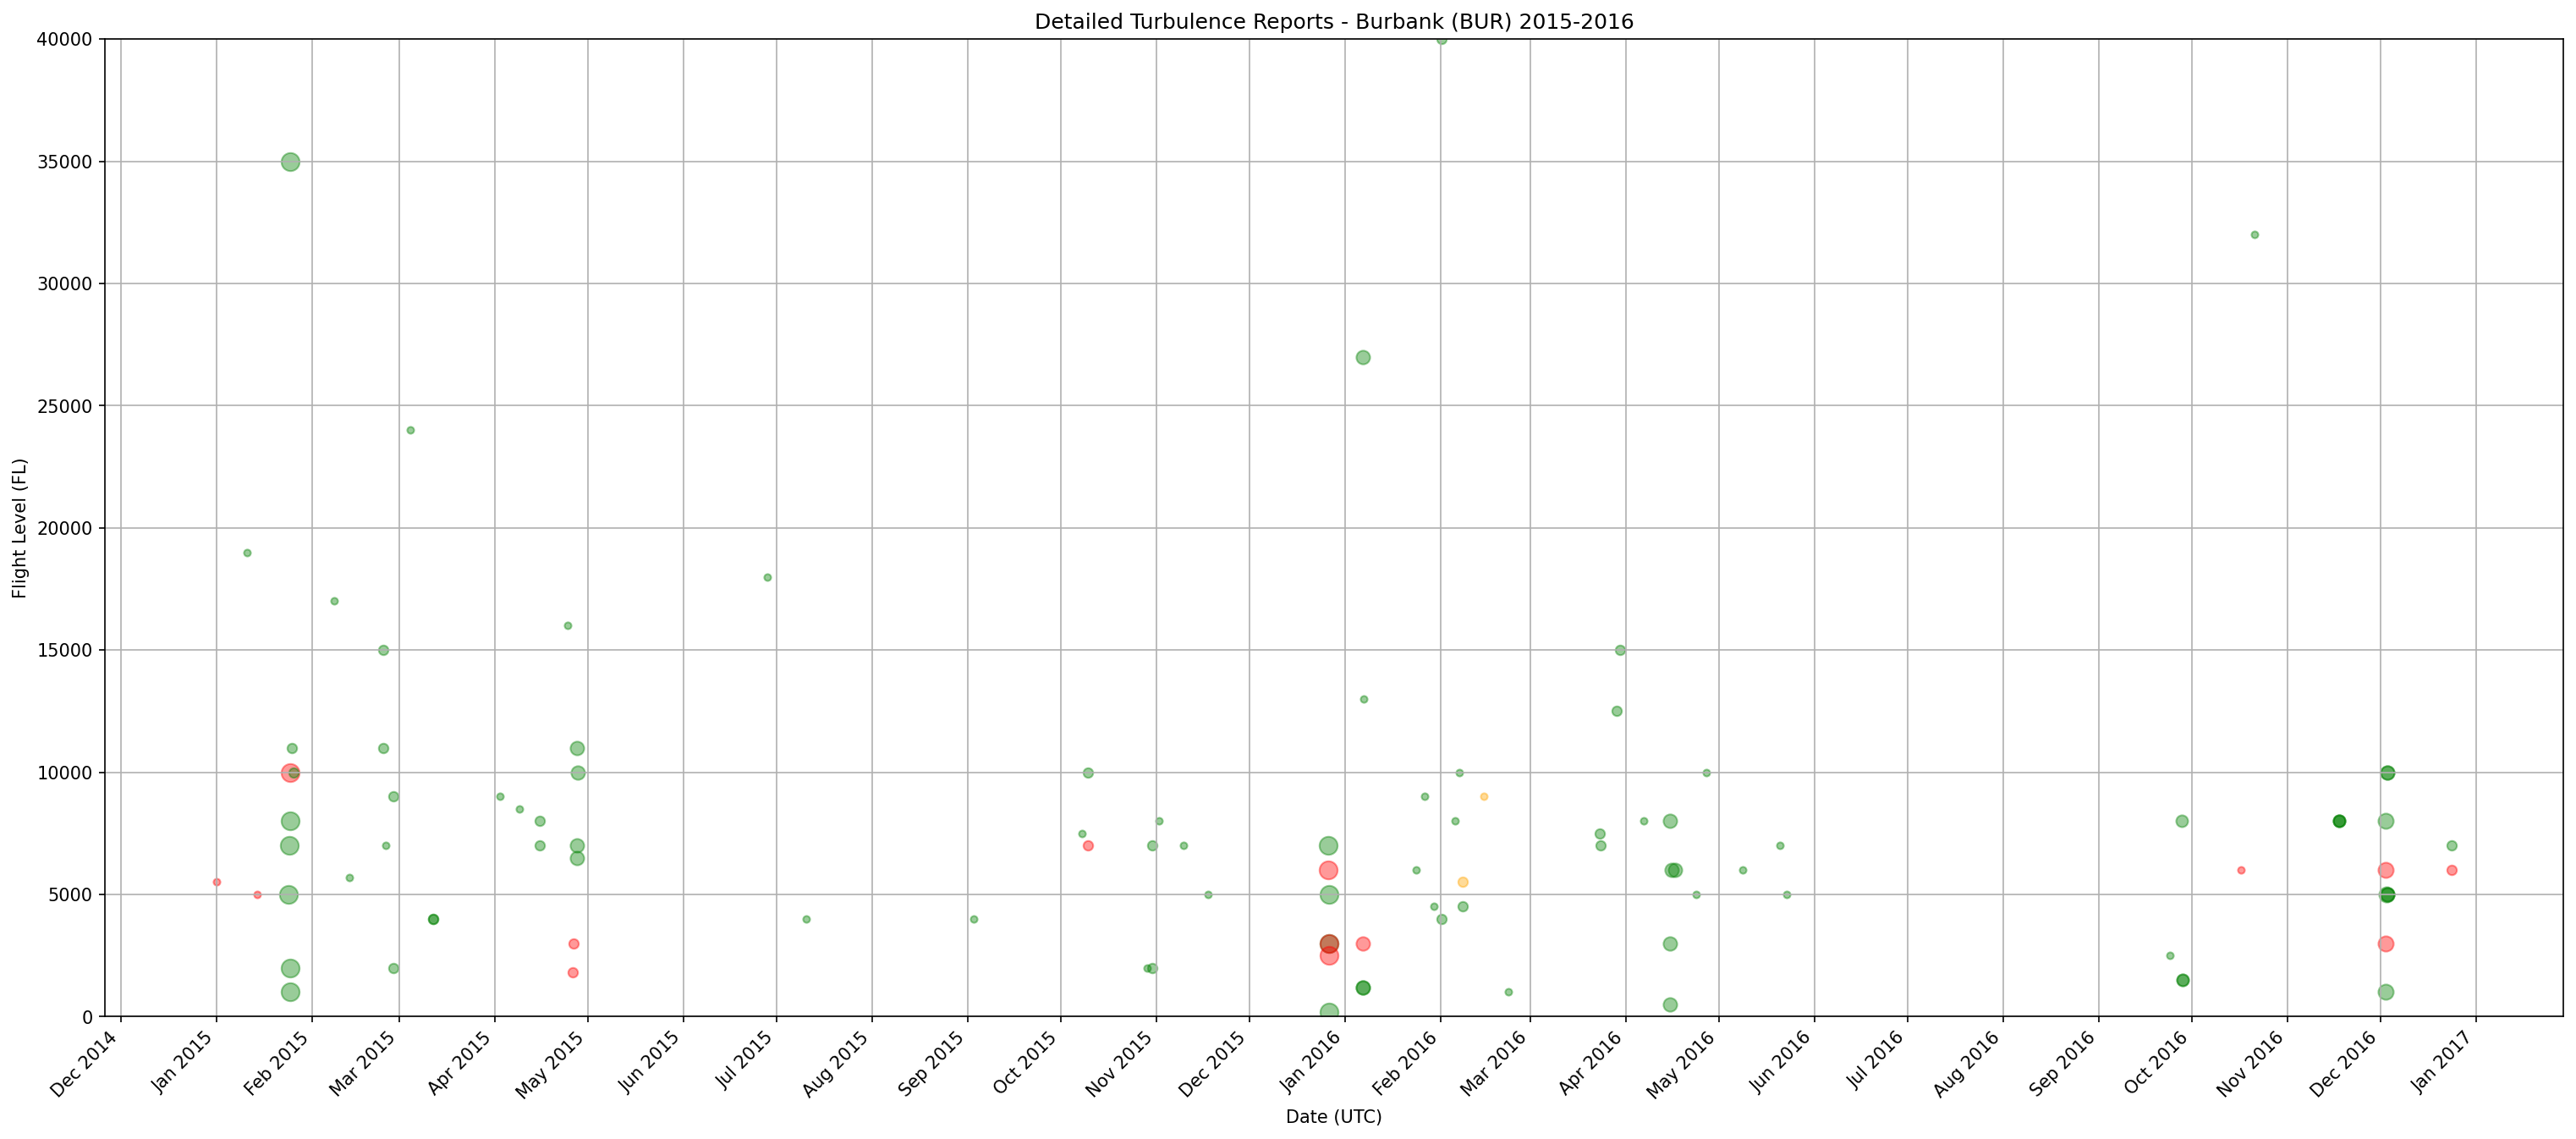 Detailed Turbulence Reports - Burbank (BUR) 2015-2016
40000
35000
30000
25000
20000
15000
10000
5000
0
Flight Level (FL)
Dec 2014
Jan 2015
Feb 2015
Mar 2015
Apr 2015
May 2015
Jun 2015
Jul 2015
Aug 2015
Sep 2015
Oct 2015
Nov 2015
Dec 2015
Jan 2016
Feb 2016
Mar 2016
Apr 2016
May 2016
Jun 2016
Jul 2016
Aug 2016
Sep 2016
Oct 2016
Nov 2016
Dec 2016
Jan 2017
Date (UTC)